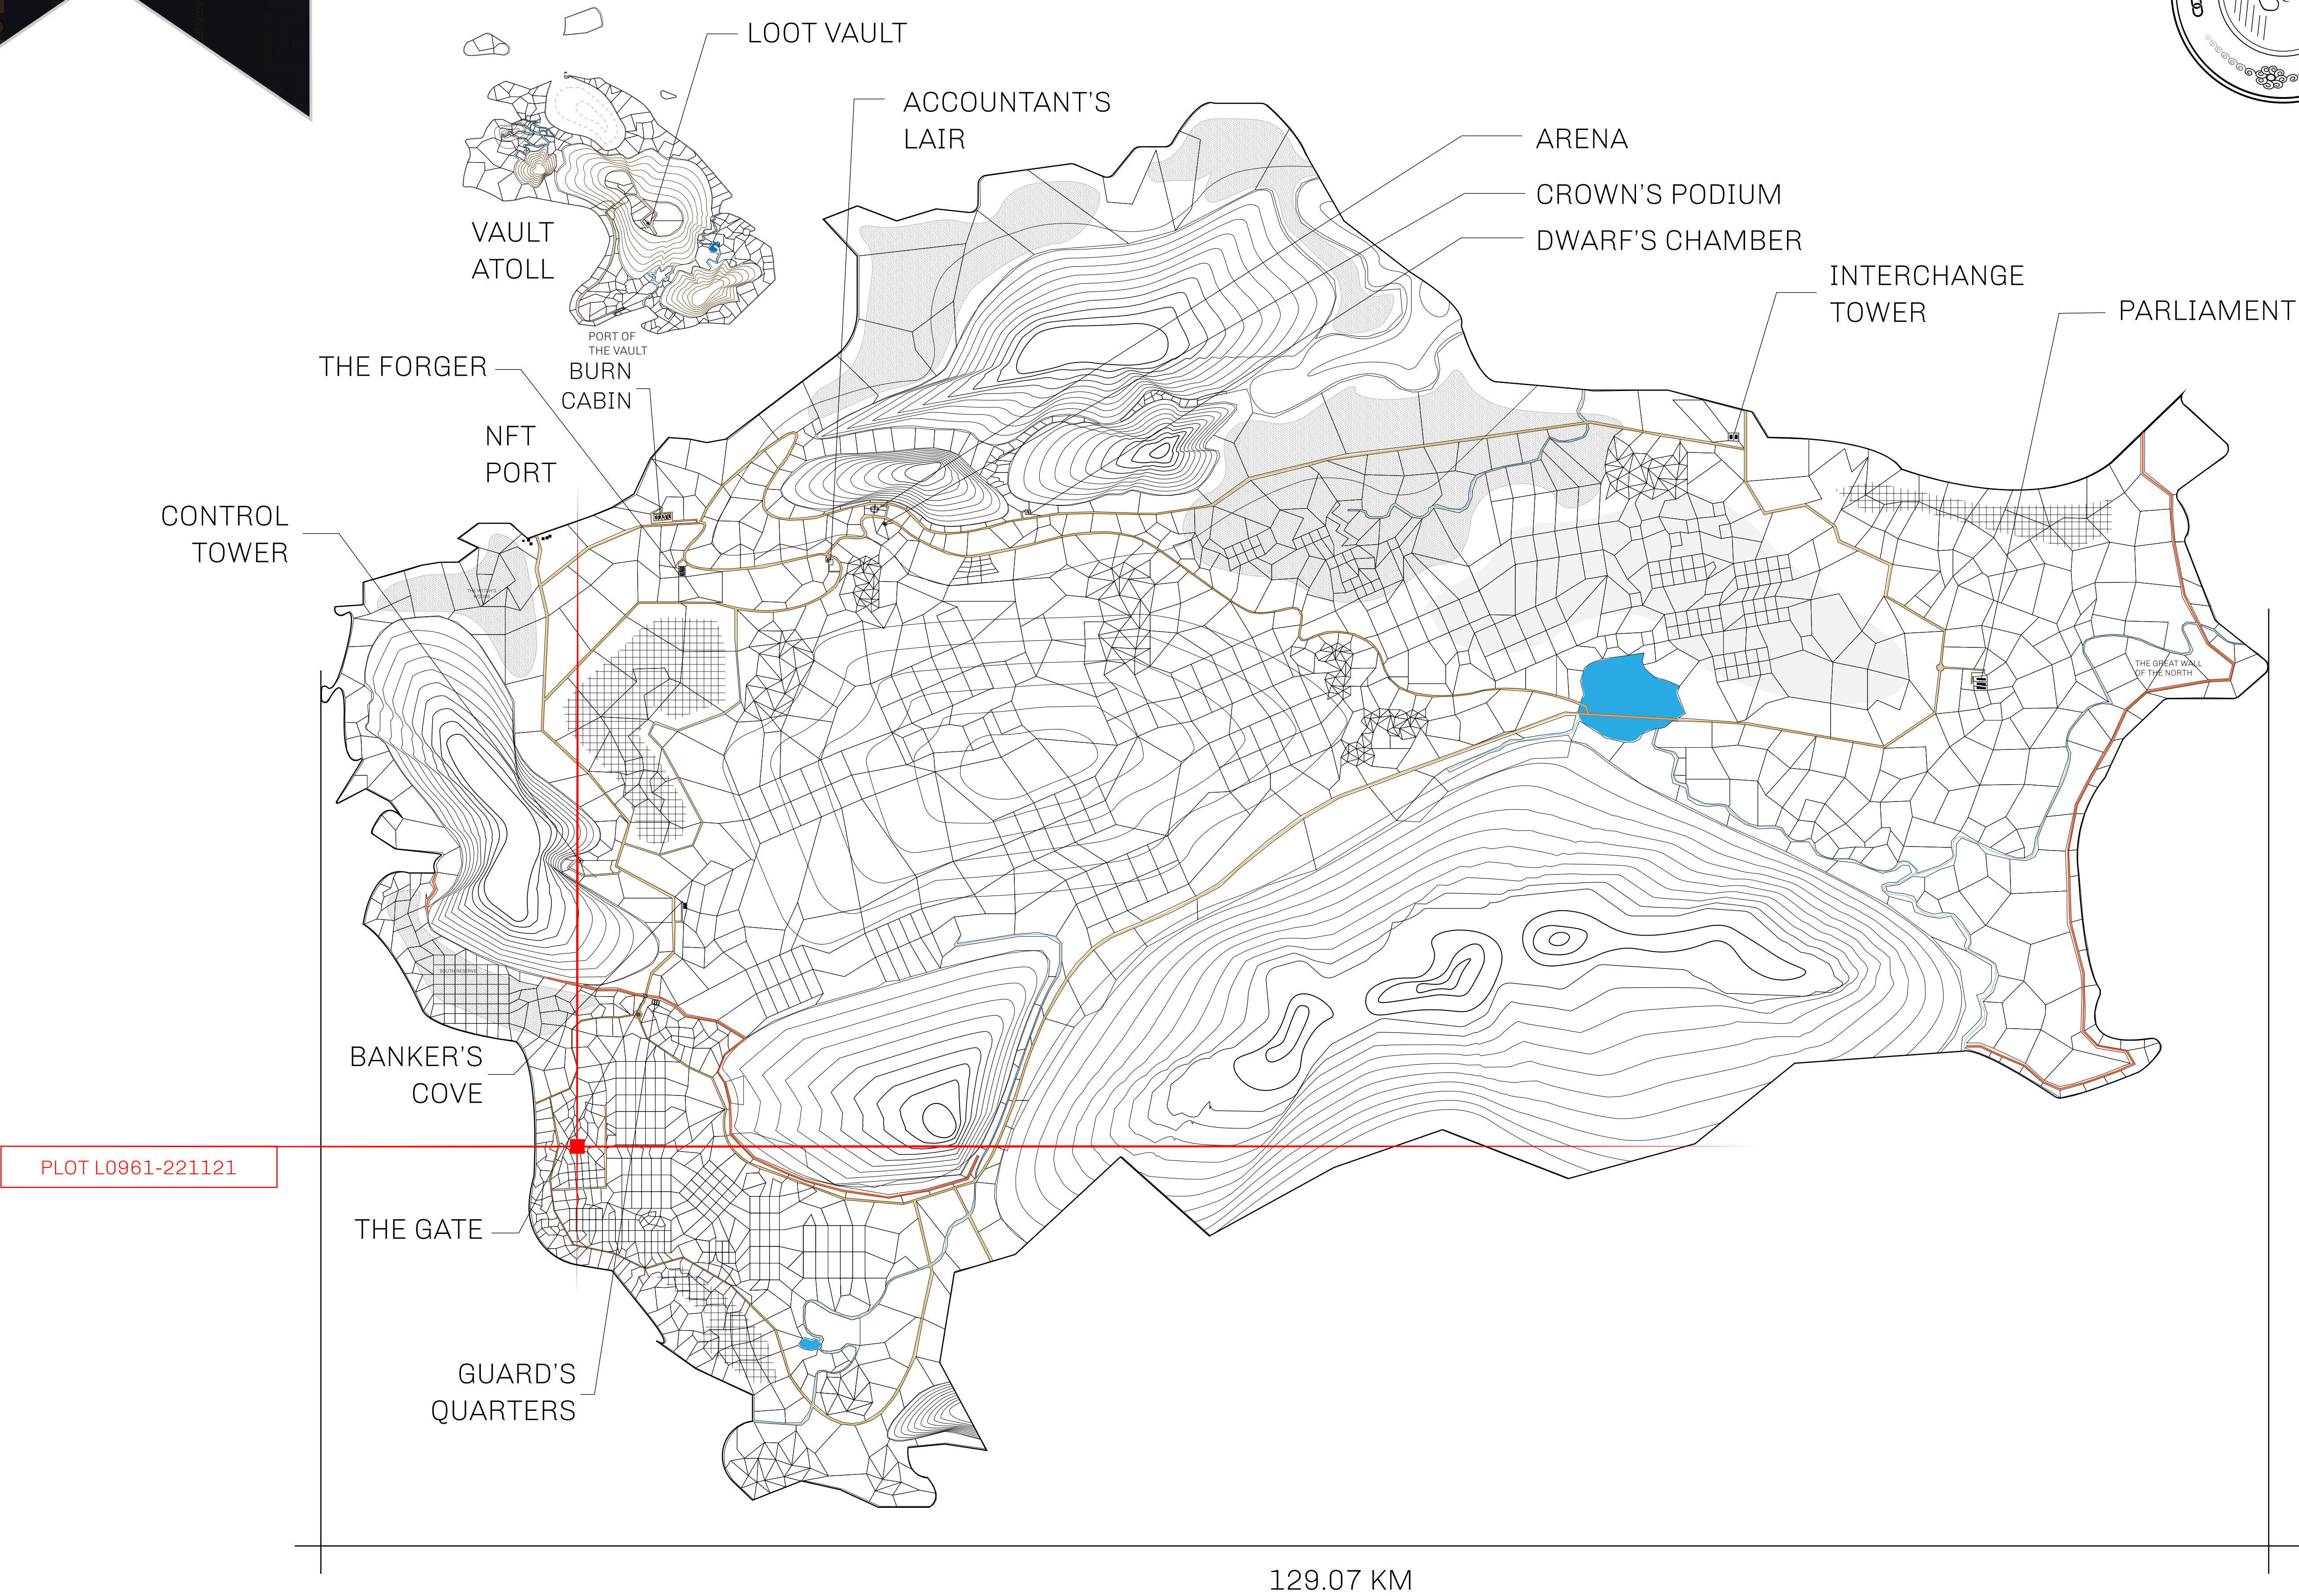 LOOT VAULT
ACCOUNTANT'S
LAIR
ARENA
CROWN'S PODIUM
DWARF'S CHAMBER
VAULT
ATOLL
INTERCHANGE
TOWER
PARLIAMENT
PORT OF
THE VAULT
THE FORGER
BURN
CABIN
NFT
PORT
CONTROL
TOWER
THE GREAT WALL
OF THE NORTH
SOUTH RESERVE
BANKER'S
COVE
PLOT L0961-221121
THE GATE
GUARD'S
QUARTERS
129.07 KM